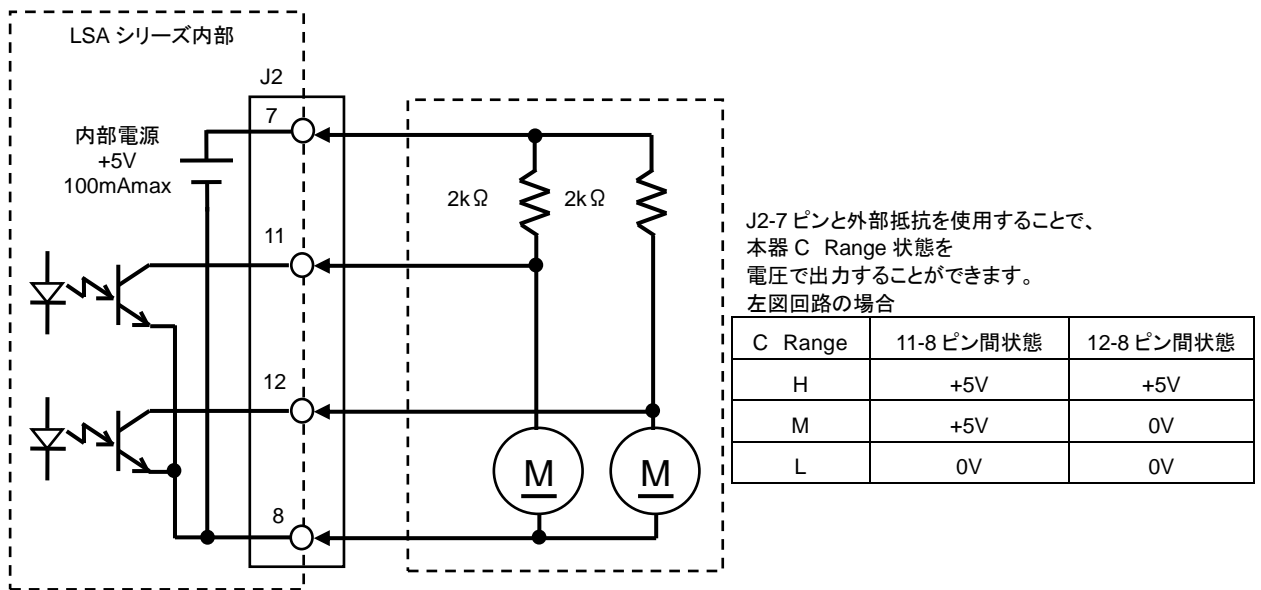 LSA シリーズ内部
J2
7
内部電源
+5V
100mAmax
2kΩ
2kΩ
11
12
M
M
8
J2-7 ピンと外部抵抗を使用することで、
本器 C Range 状態を
電圧で出力することができます。
左図回路の場合
C Range 11-8 ピン間状態 12-8 ピン間状態
H +5V +5V
M +5V 0V
L 0V 0V